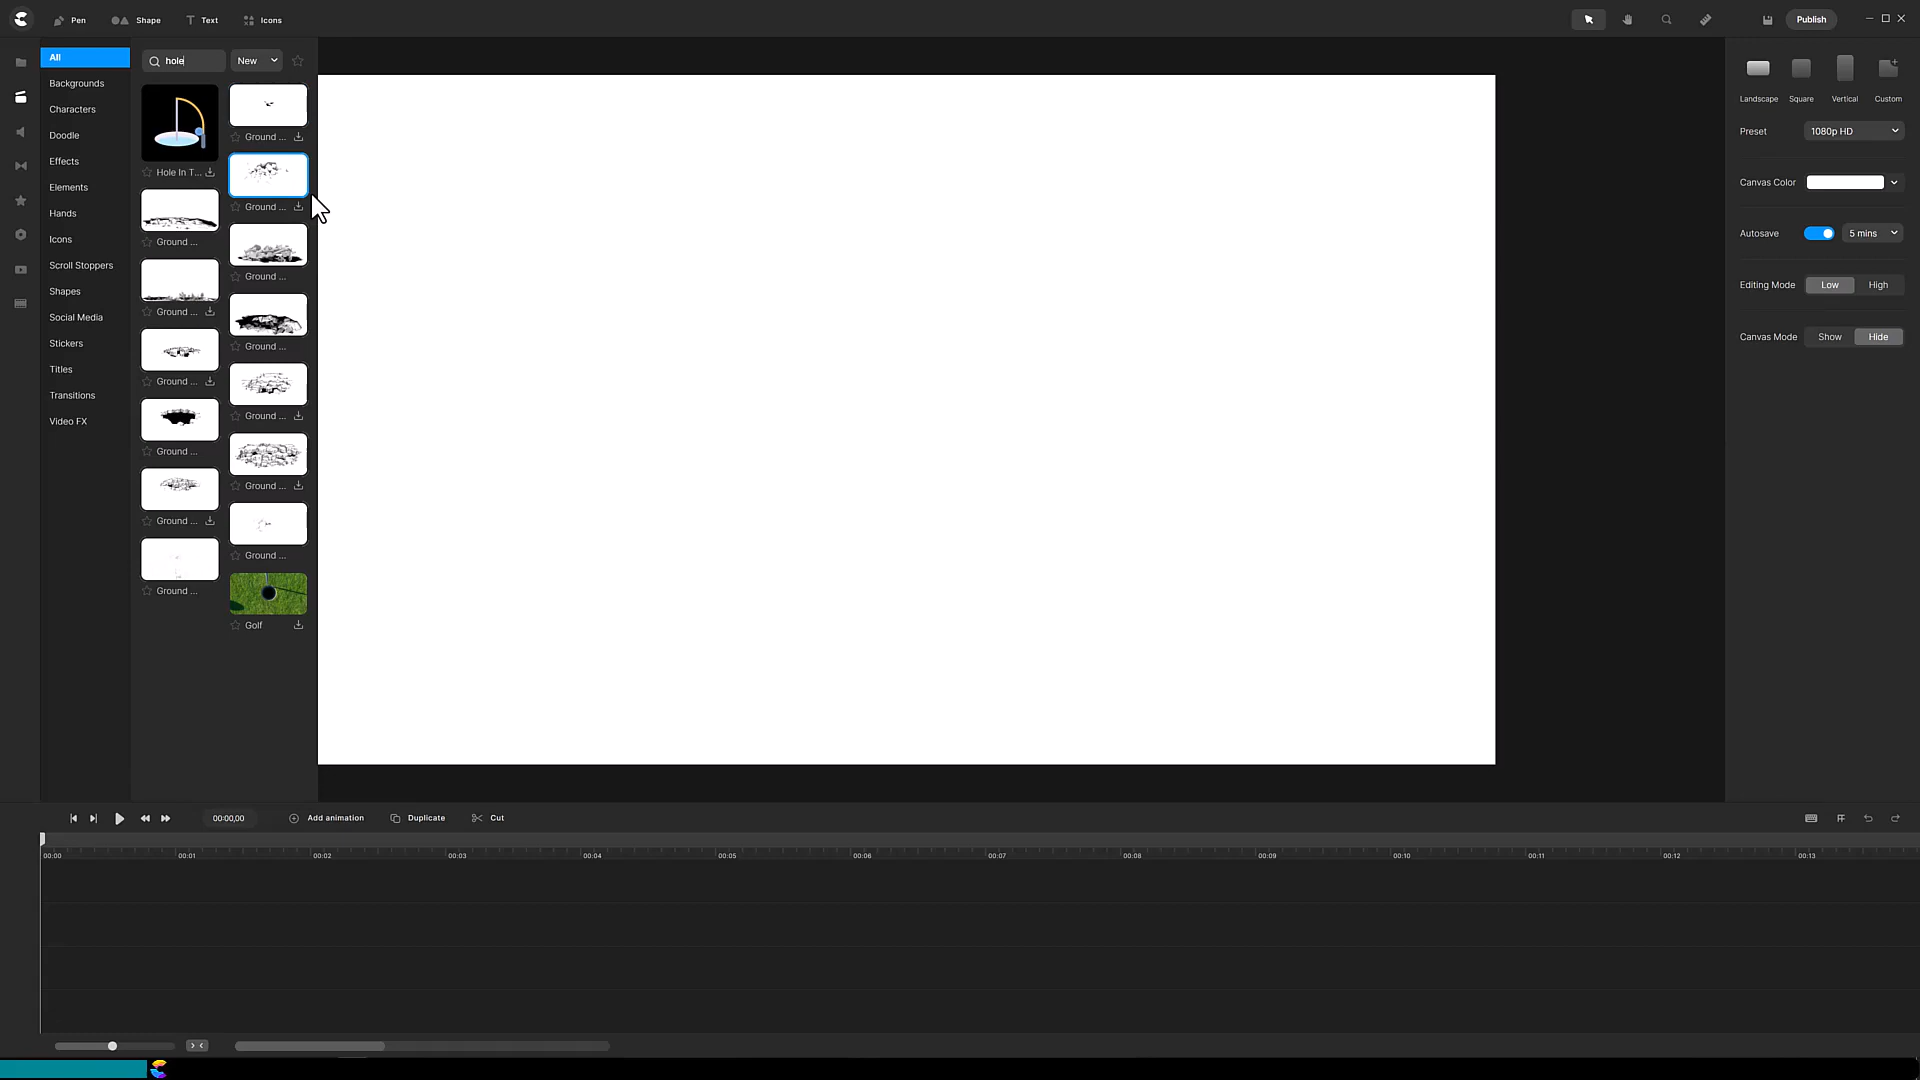 Pen
Shape
Text
Icons
Publish
All
Backgrounds
Characters
Doodle
Effects
Elements
Hands
Icons
Scroll Stoppers
Shapes
Social Media
Stickers
Titles
Transitions
Video FX
hole
New
Hole In T...
Ground ...
Ground ...
Ground ...
Ground ...
Ground ...
Ground ...
Ground ...
Ground ...
Ground ...
Ground ...
Ground ...
Ground ...
Ground ...
Golf
Landscape
Square
Vertical
Custom
Preset
1080p HD
Canvas Color
Autosave
5 mins
Editing Mode
Low
High
Canvas Mode
Show
Hide
00:00,00
Add animation
Duplicate
Cut
00:00
00:01
00:02
00:03
00:04
00:05
00:06
00:07
00:08
00:09
00:10
00:11
00:12
00:13